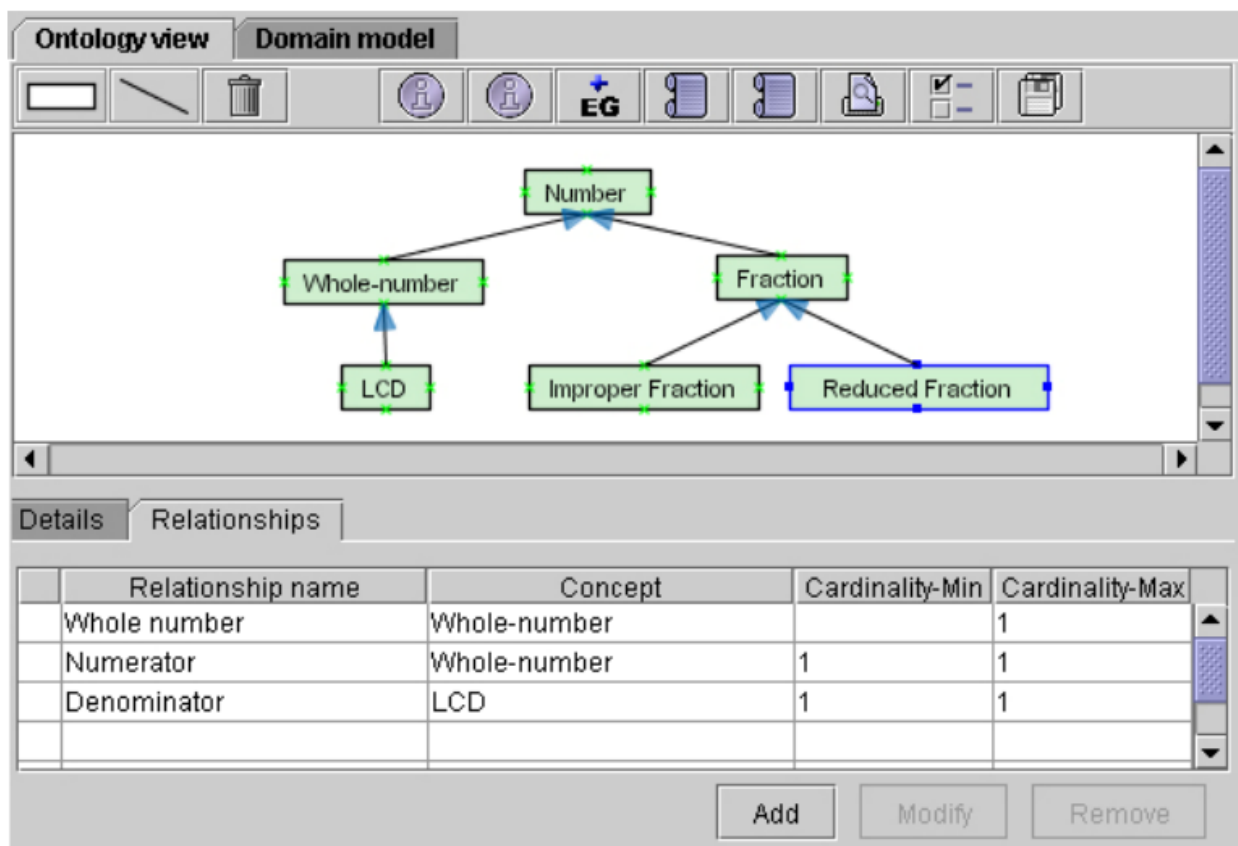 Ontology view Domain model
EG
Number
Whole-number Fraction
LCD Improper Fraction Reduced Fraction
Details Relationships
Relationship name Concept Cardinality-Min Cardinality-Max
Whole number Whole-number 1
Numerator Whole-number 1 1
Denominator LCD 1 1
Add Modify Remove